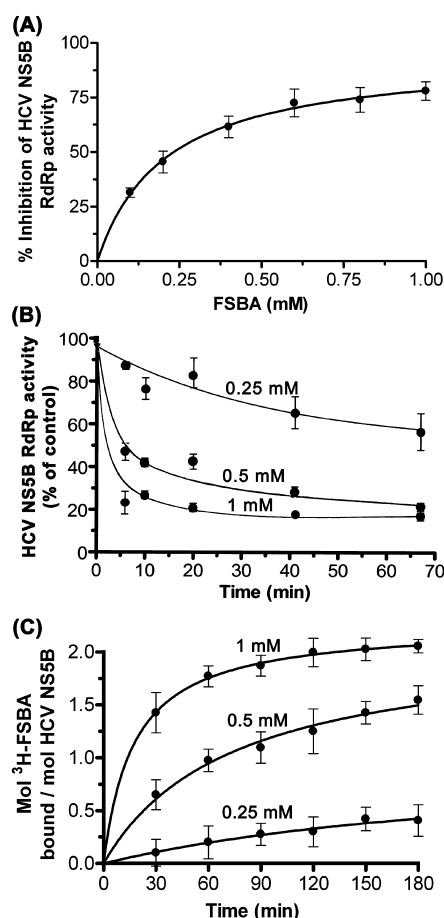 (A)
% Inhibition of HCV NS5B
RdRp activity
100
75
50
25
0
0.00 0.25 0.50 0.75 1.00
FSBA (mM)
(B)
HCV NS5B RdRp activity
(% of control)
100
80
60
40
20
0
0.25 mM
0.5 mM
1 mM
0 10 20 30 40 50 60 70
Time (min)
(C)
Mol ³H-FSBA
bound / mol HCV NS5B
2.0
1.5
1.0
0.5
0.0
1 mM
0.5 mM
0.25 mM
0 30 60 90 120 150 180
Time (min)